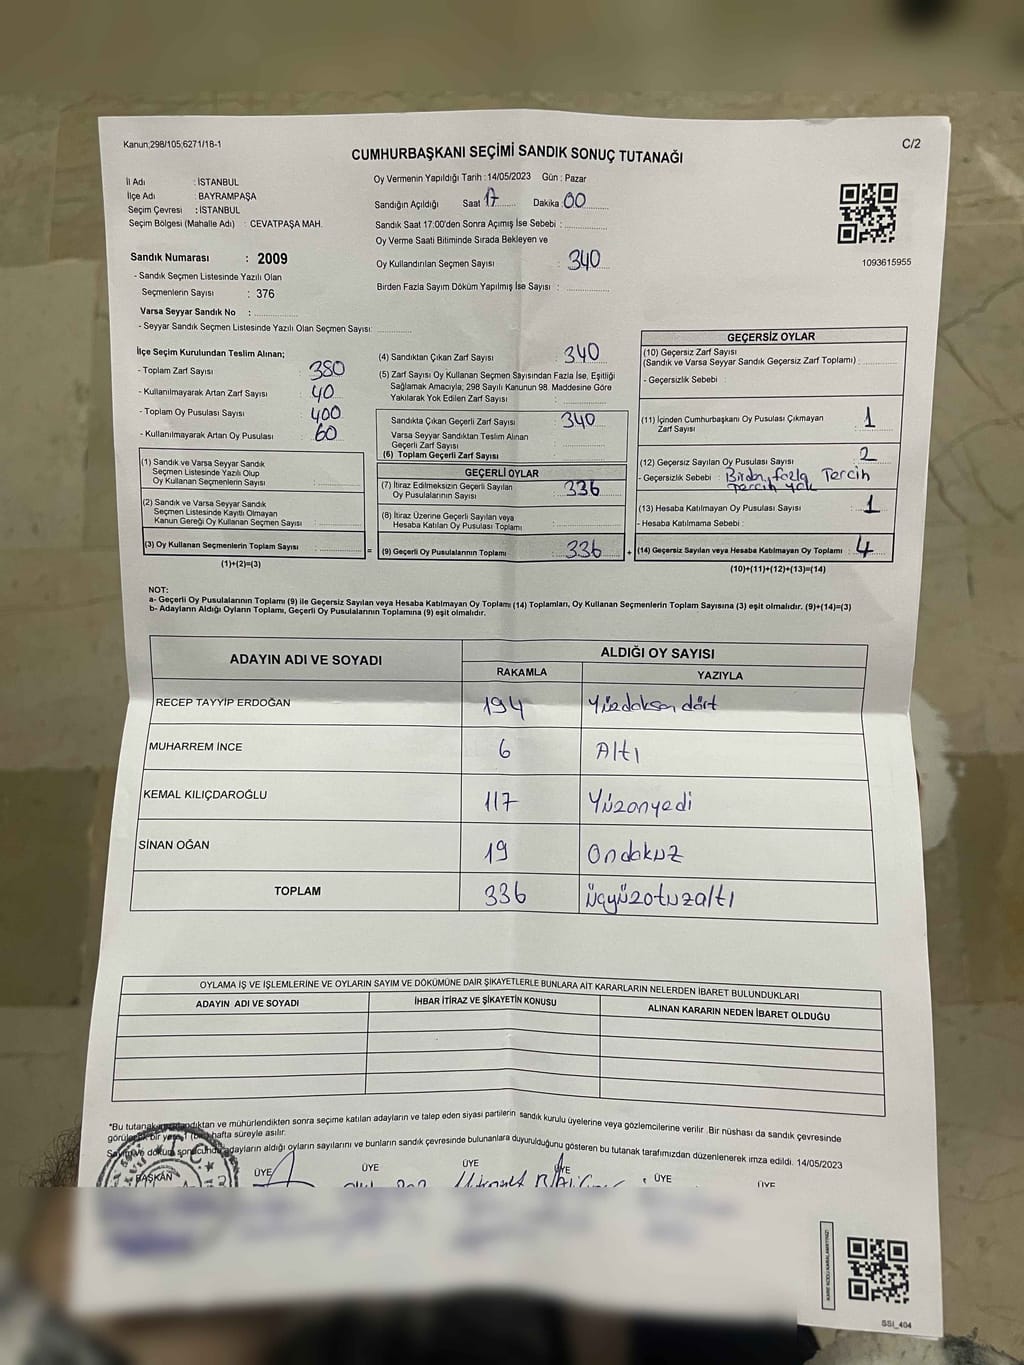 Kanun;298/105;6271/18-1
C/2
CUMHURBAŞKANI SEÇİMİ SANDIK SONUÇ TUTANAĞI
İl Adı : İSTANBUL
İlçe Adı : BAYRAMPAŞA
Seçim Çevresi : İSTANBUL
Seçim Bölgesi (Mahalle Adı) : CEVATPAŞA MAH.
Oy Vermenin Yapıldığı Tarih : 14/05/2023 Gün : Pazar
Sandığın Açıldığı Saat 17 Dakika 00
Sandık Saat 17:00'den Sonra Açımış İse Sebebi :
Oy Verme Saati Bitiminde Sırada Bekleyen ve
Oy Kullandırılan Seçmen Sayısı : 340
Birden Fazla Sayım Döküm Yapılmış İse Sayısı :
1093615955
Sandık Numarası : 2009
- Sandık Seçmen Listesinde Yazılı Olan
Seçmenlerin Sayısı : 376
Varsa Seyyar Sandık No :
- Seyyar Sandık Seçmen Listesinde Yazılı Olan Seçmen Sayısı:
İlçe Seçim Kurulundan Teslim Alınan;
- Toplam Zarf Sayısı : 380
- Kullanılmayarak Artan Zarf Sayısı : 40
- Toplam Oy Pusulası Sayısı : 400
- Kullanılmayarak Artan Oy Pusulası : 60
(1) Sandık ve Varsa Seyyar Sandık
Seçmen Listesinde Yazılı Olup
Oy Kullanan Seçmenlerin Sayısı :
(2) Sandık ve Varsa Seyyar Sandık
Seçmen Listesinde Kayıtlı Olmayan
Kanun Gereği Oy Kullanan Seçmen Sayısı :
(3) Oy Kullanan Seçmenlerin Toplam Sayısı :
(1)+(2)=(3)
=
(4) Sandıktan Çıkan Zarf Sayısı : 340
(5) Zarf Sayısı Oy Kullanan Seçmen Sayısından Fazla İse, Eşitliği
Sağlamak Amacıyla; 298 Sayılı Kanunun 98. Maddesine Göre
Yakılarak Yok Edilen Zarf Sayısı :
Sandıkta Çıkan Geçerli Zarf Sayısı : 340
Varsa Seyyar Sandıktan Teslim Alınan
Geçerli Zarf Sayısı :
(6) Toplam Geçerli Zarf Sayısı :
GEÇERLİ OYLAR
(7) İtiraz Edilmeksizin Geçerli Sayılan
Oy Pusulalarının Sayısı : 336
(8) İtiraz Üzerine Geçerli Sayılan veya
Hesaba Katılan Oy Pusulası Toplamı :
(9) Geçerli Oy Pusulalarının Toplamı : 336
+
GEÇERSİZ OYLAR
(10) Geçersiz Zarf Sayısı
(Sandık ve Varsa Seyyar Sandık Geçersiz Zarf Toplamı) :
- Geçersizlik Sebebi :
(11) İçinden Cumhurbaşkanı Oy Pusulası Çıkmayan
Zarf Sayısı : 1
(12) Geçersiz Sayılan Oy Pusulası Sayısı : 2
- Geçersizlik Sebebi : Birden fazla Tercih
Tercih yok
(13) Hesaba Katılmayan Oy Pusulası Sayısı : 1
- Hesaba Katılmama Sebebi :
(14) Geçersiz Sayılan veya Hesaba Katılmayan Oy Toplamı : 4
(10)+(11)+(12)+(13)=(14)
NOT:
a- Geçerli Oy Pusulalarının Toplamı (9) ile Geçersiz Sayılan veya Hesaba Katılmayan Oy Toplamı (14) Toplamları, Oy Kullanan Seçmenlerin Toplam Sayısına (3) eşit olmalıdır. (9)+(14)=(3)
b- Adayların Aldığı Oyların Toplamı, Geçerli Oy Pusulalarının Toplamına (9) eşit olmalıdır.
ADAYIN ADI VE SOYADI
ALDIĞI OY SAYISI
RAKAMLA YAZIYLA
RECEP TAYYİP ERDOĞAN 194 Yüzdoksan dört
MUHARREM İNCE 6 Altı
KEMAL KILIÇDAROĞLU 117 Yüzonyedi
SİNAN OĞAN 19 Ondokuz
TOPLAM 336 üçyüzotuzaltı
OYLAMA İŞ VE İŞLEMLERİNE VE OYLARIN SAYIM VE DÖKÜMÜNE DAİR ŞİKAYETLERLE BUNLARA AİT KARARLARIN NELERDEN İBARET BULUNDUKLARI
ADAYIN ADI VE SOYADI İHBAR İTİRAZ VE ŞİKAYETİN KONUSU ALINAN KARARIN NEDEN İBARET OLDUĞU
*Bu tutanak ve mühürlendikten sonra seçime katılan adayların ve talep eden siyasi partilerin sandık kurulu üyelerine veya gözlemcilerine verilir .Bir nüshası da sandık çevresinde
bir yere 1 (bir) hafta süreyle asılır.
adayların aldığı oyların sayılarını ve bunların sandık çevresinde bulunanlara duyurulduğunu gösteren bu tutanak tarafımızdan düzenlenerek imza edildi. 14/05/2023
BAŞKAN ÜYE ÜYE ÜYE ÜYE ÜYE ÜYE
T.C.
SSI_404